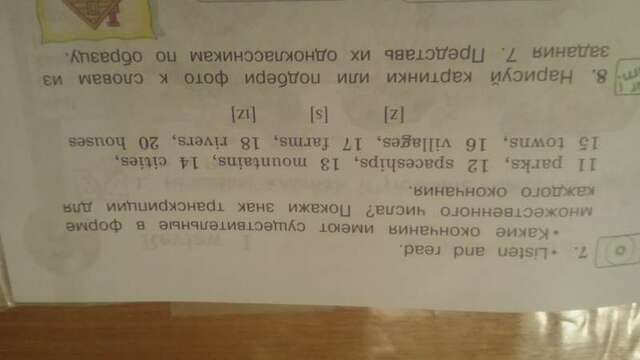 7. • Listen and read.
• Какие окончания имеют существительные в форме
множественного числа? Покажи знак транскрипции для
каждого окончания.
11 parks, 12 spaceships, 13 mountains, 14 cities,
15 towns, 16 villages, 17 farms, 18 rivers, 20 houses
[z] [s] [ɪz]
8. Нарисуй картинки или подбери фото к словам из
задания 7. Представь их одноклассникам по образцу.